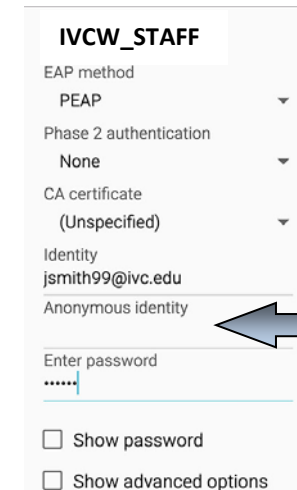 IVCW_STAFF
EAP method
PEAP
Phase 2 authentication
None
CA certificate
(Unspecified)
Identity
jsmith99@ivc.edu
Anonymous identity
Enter password
••••••
Show password
Show advanced options